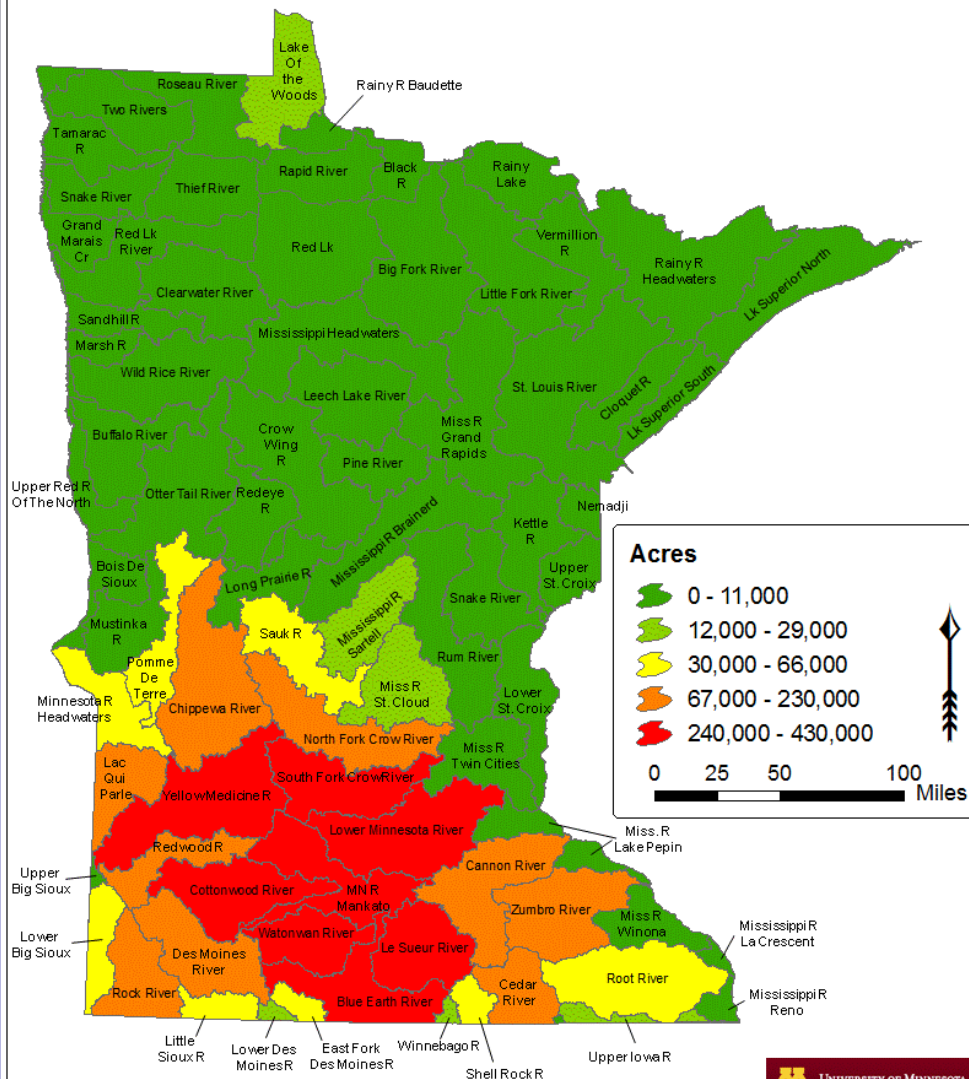 Lake
Of
the
Woods
Rainy R Baudette
Roseau River
Two Rivers
Tamarac
R
Rapid River
Black
R
Rainy
Lake
Thief River
Snake River
Grand
Marais
Cr
Red Lk
River
Red Lk
Vermillion
R
Rainy R
Headwaters
Lk Superior North
Big Fork River
Little Fork River
Clearwater River
Sandhill R
Marsh R
Mississippi Headwaters
Wild Rice River
Leech Lake River
St. Louis River
Cloquet R
Lk Superior South
Buffalo River
Crow
Wing
R
Miss R
Grand
Rapids
Pine River
Upper Red R
Of The North
Otter Tail River
Redeye
R
Mississippi R Brainerd
Kettle
R
Nemadji
Bois De
Sioux
Long Prairie R
Upper
St. Croix
Mustinka
R
Sauk R
Mississippi R
Sartell
Snake River
Rum River
Pomme
De
Terre
Minnesota R
Headwaters
Chippewa River
Miss R
St. Cloud
Lower
St. Croix
North Fork Crow River
Miss R
Twin Cities
Lac
Qui
Parle
South Fork Crow River
Yellow Medicine R
Lower Minnesota River
Miss. R
Lake Pepin
Redwood R
Cannon River
Upper
Big Sioux
Cottonwood River
MN R
Mankato
Zumbro River
Miss R
Winona
Mississippi R
La Crescent
Lower
Big Sioux
Watonwan River
Le Sueur River
Des Moines
River
Root River
Rock River
Blue Earth River
Cedar
River
Mississippi R
Reno
Little
Sioux R
Lower Des
Moines R
East Fork
Des Moines R
Winnebago R
Shell Rock R
Upper Iowa R
Acres
0 - 11,000
12,000 - 29,000
30,000 - 66,000
67,000 - 230,000
240,000 - 430,000
0 25 50 100
Miles
UNIVERSITY OF MINNESOTA